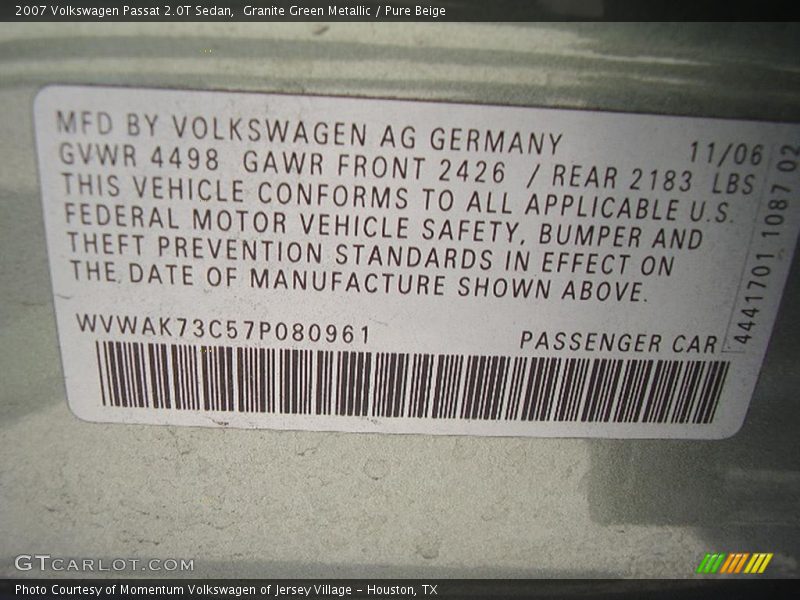 2007 Volkswagen Passat 2.0T Sedan,  Granite Green Metallic / Pure Beige
MFD BY VOLKSWAGEN AG GERMANY 11/06
GVWR 4498 GAWR FRONT 2426 / REAR 2183 LBS
THIS VEHICLE CONFORMS TO ALL APPLICABLE U.S.
FEDERAL MOTOR VEHICLE SAFETY, BUMPER AND
THEFT PREVENTION STANDARDS IN EFFECT ON
THE DATE OF MANUFACTURE SHOWN ABOVE.
WVWAK73C57P080961 PASSENGER CAR
4441701 1087 02
GTCARLOT.COM
Photo Courtesy of Momentum Volkswagen of Jersey Village – Houston, TX